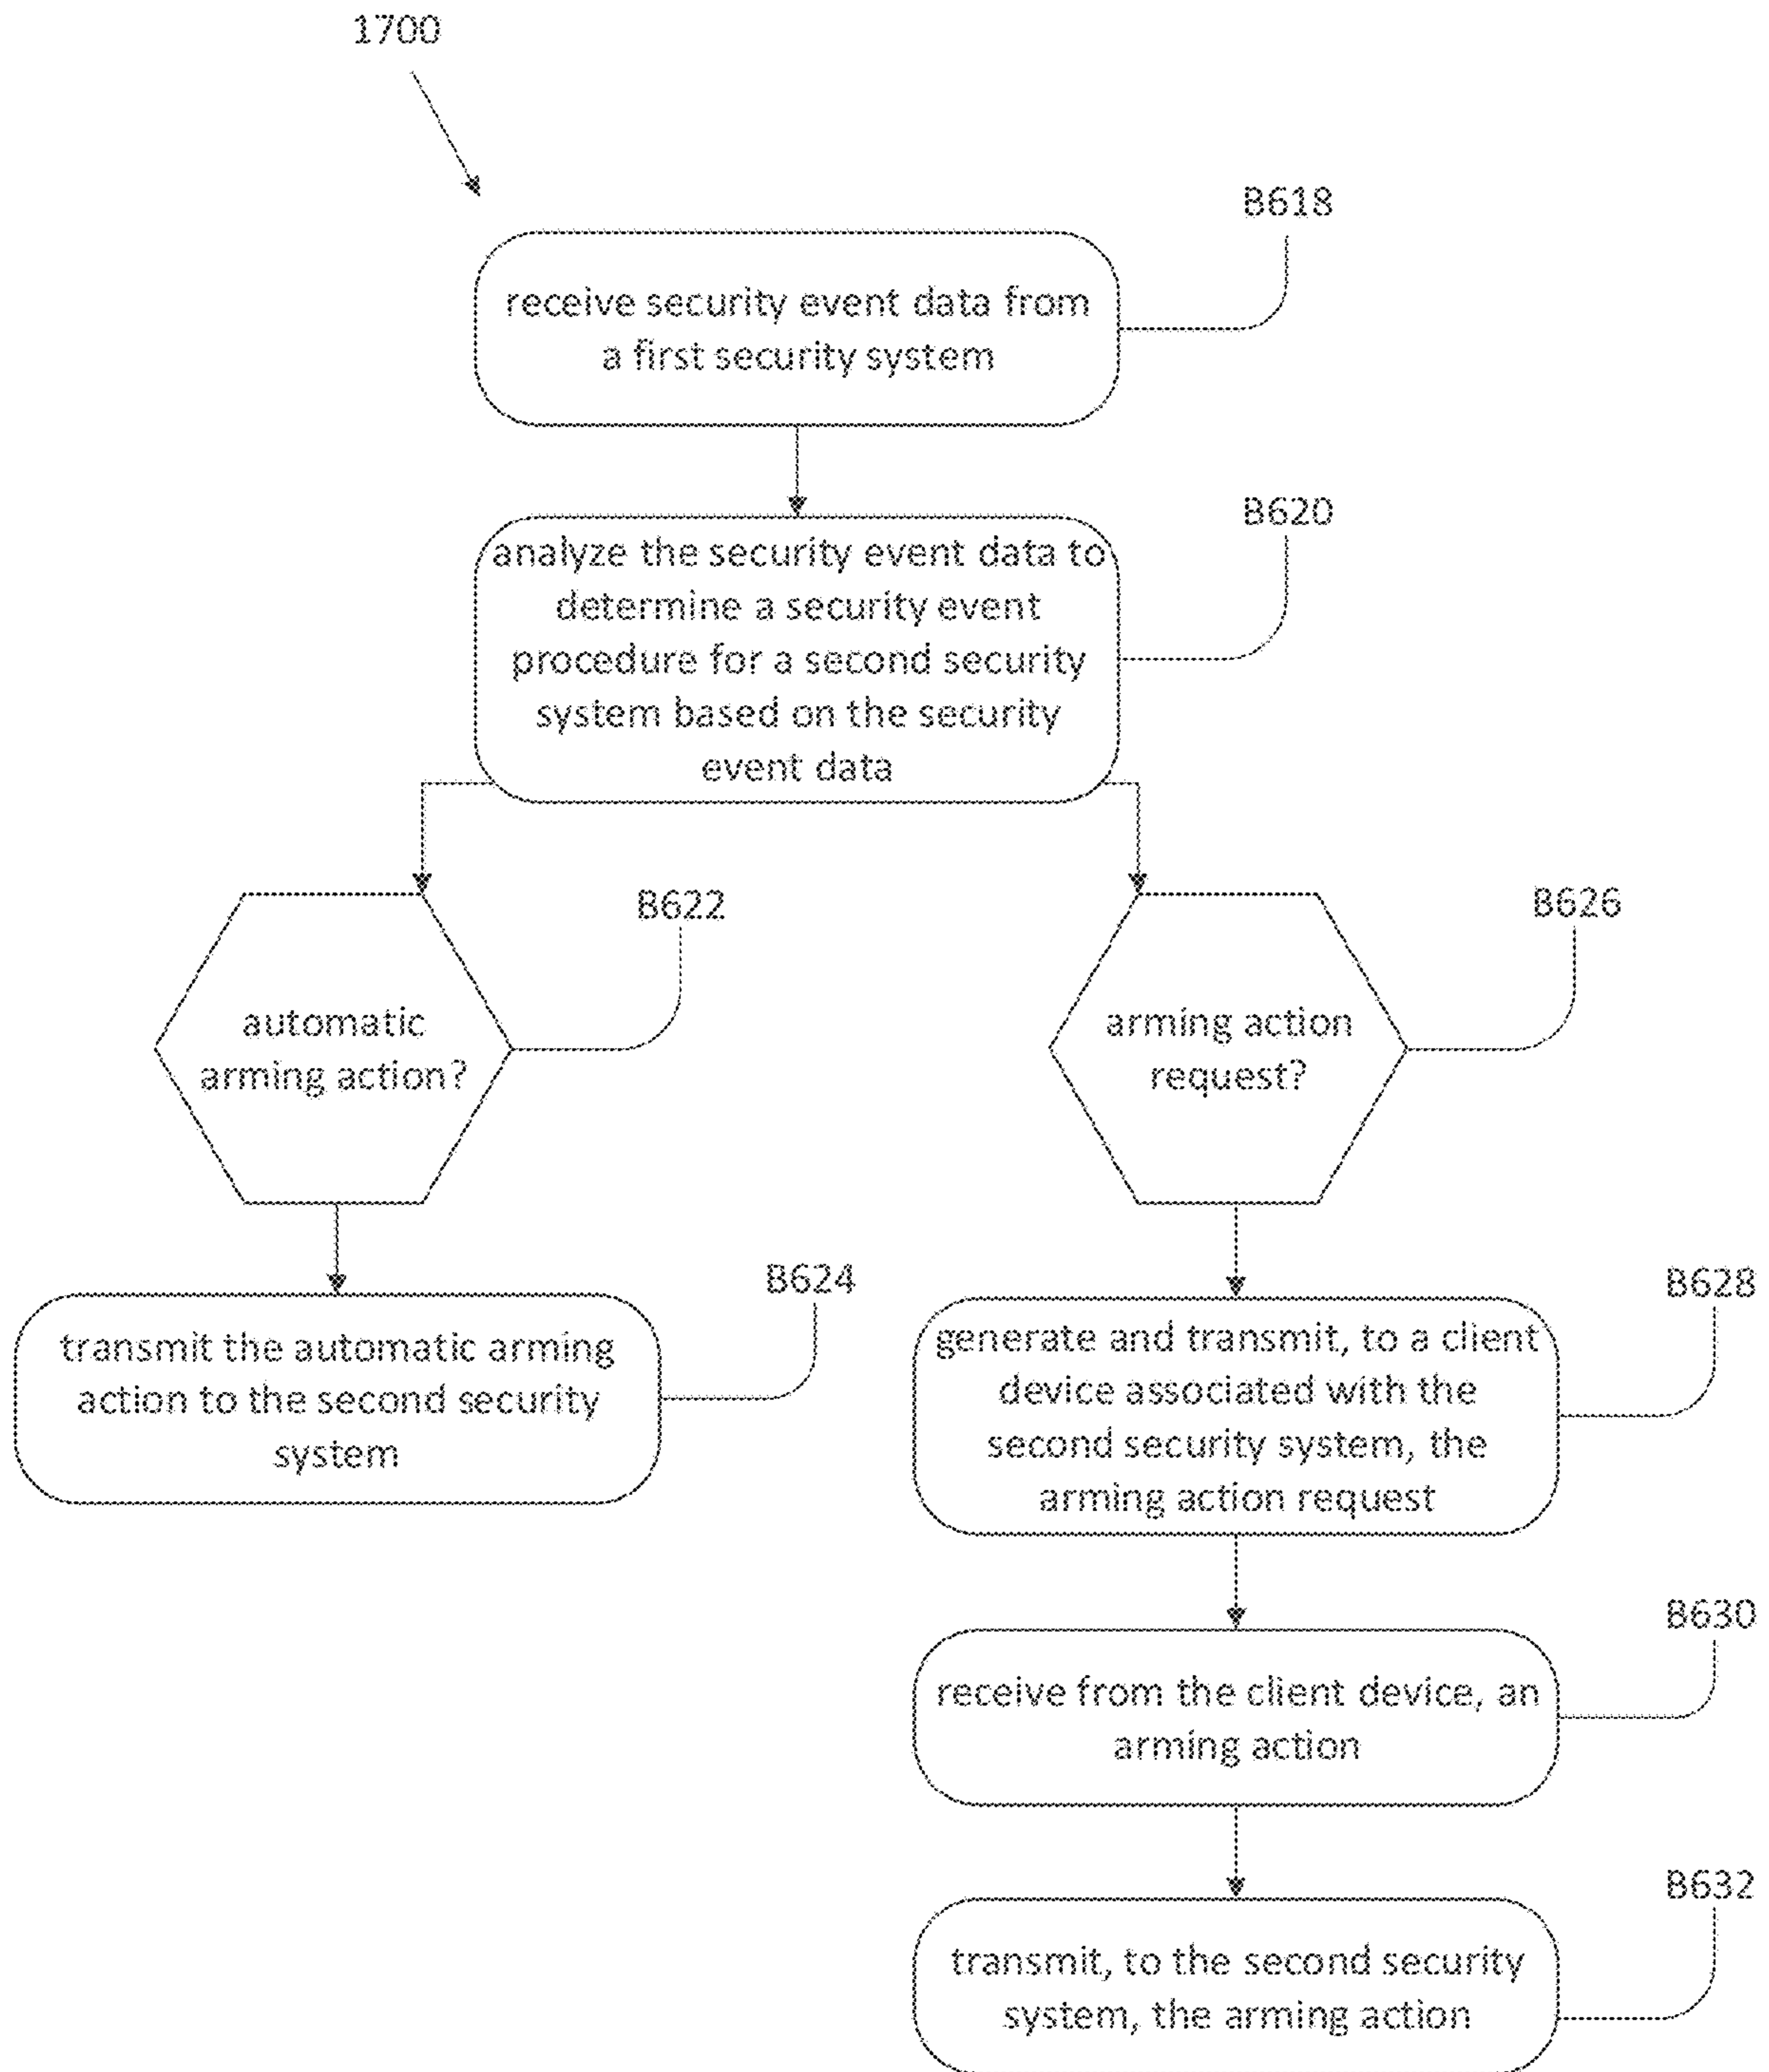 1700
B618
receive security event data from
a first security system
B620
analyze the security event data to
determine a security event
procedure for a second security
system based on the security
event data
B622
automatic
arming action?
B626
arming action
request?
B624
transmit the automatic arming
action to the second security
system
B628
generate and transmit, to a client
device associated with the
second security system, the
arming action request
B630
receive from the client device, an
arming action
B632
transmit, to the second security
system, the arming action